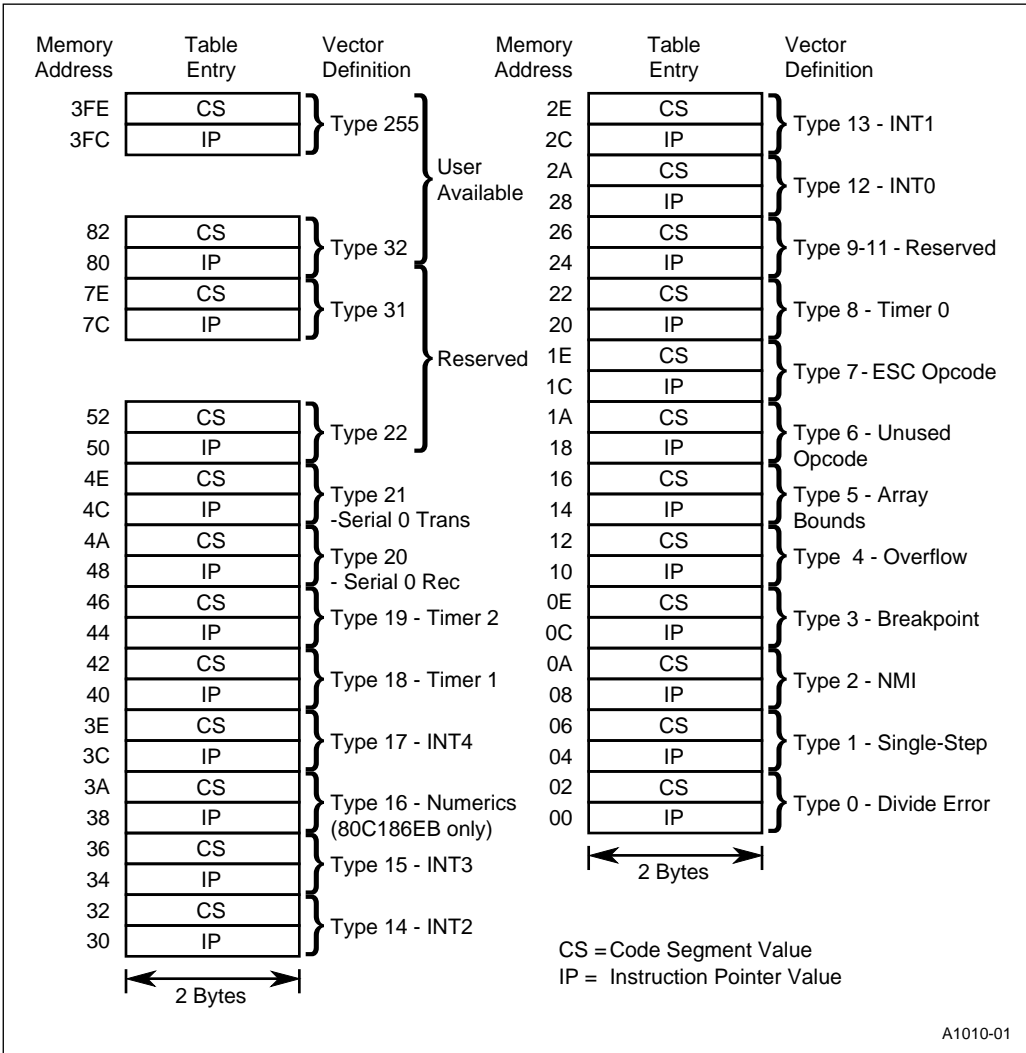 Memory Address Table Entry Vector Definition
3FE CS
3FC IP
Type 255
User Available
82 CS
80 IP
Type 32
7E CS
7C IP
Type 31
Reserved
52 CS
50 IP
Type 22
4E CS
4C IP
Type 21
-Serial 0 Trans
4A CS
48 IP
Type 20
- Serial 0 Rec
46 CS
44 IP
Type 19 - Timer 2
42 CS
40 IP
Type 18 - Timer 1
3E CS
3C IP
Type 17 - INT4
3A CS
38 IP
Type 16 - Numerics
(80C186EB only)
36 CS
34 IP
Type 15 - INT3
32 CS
30 IP
Type 14 - INT2
2 Bytes
Memory Address Table Entry Vector Definition
2E CS
2C IP
Type 13 - INT1
2A CS
28 IP
Type 12 - INT0
26 CS
24 IP
Type 9-11 - Reserved
22 CS
20 IP
Type 8 - Timer 0
1E CS
1C IP
Type 7 - ESC Opcode
1A CS
18 IP
Type 6 - Unused
Opcode
16 CS
14 IP
Type 5 - Array
Bounds
12 CS
10 IP
Type 4 - Overflow
0E CS
0C IP
Type 3 - Breakpoint
0A CS
08 IP
Type 2 - NMI
06 CS
04 IP
Type 1 - Single-Step
02 CS
00 IP
Type 0 - Divide Error
2 Bytes
CS = Code Segment Value
IP = Instruction Pointer Value
A1010-01